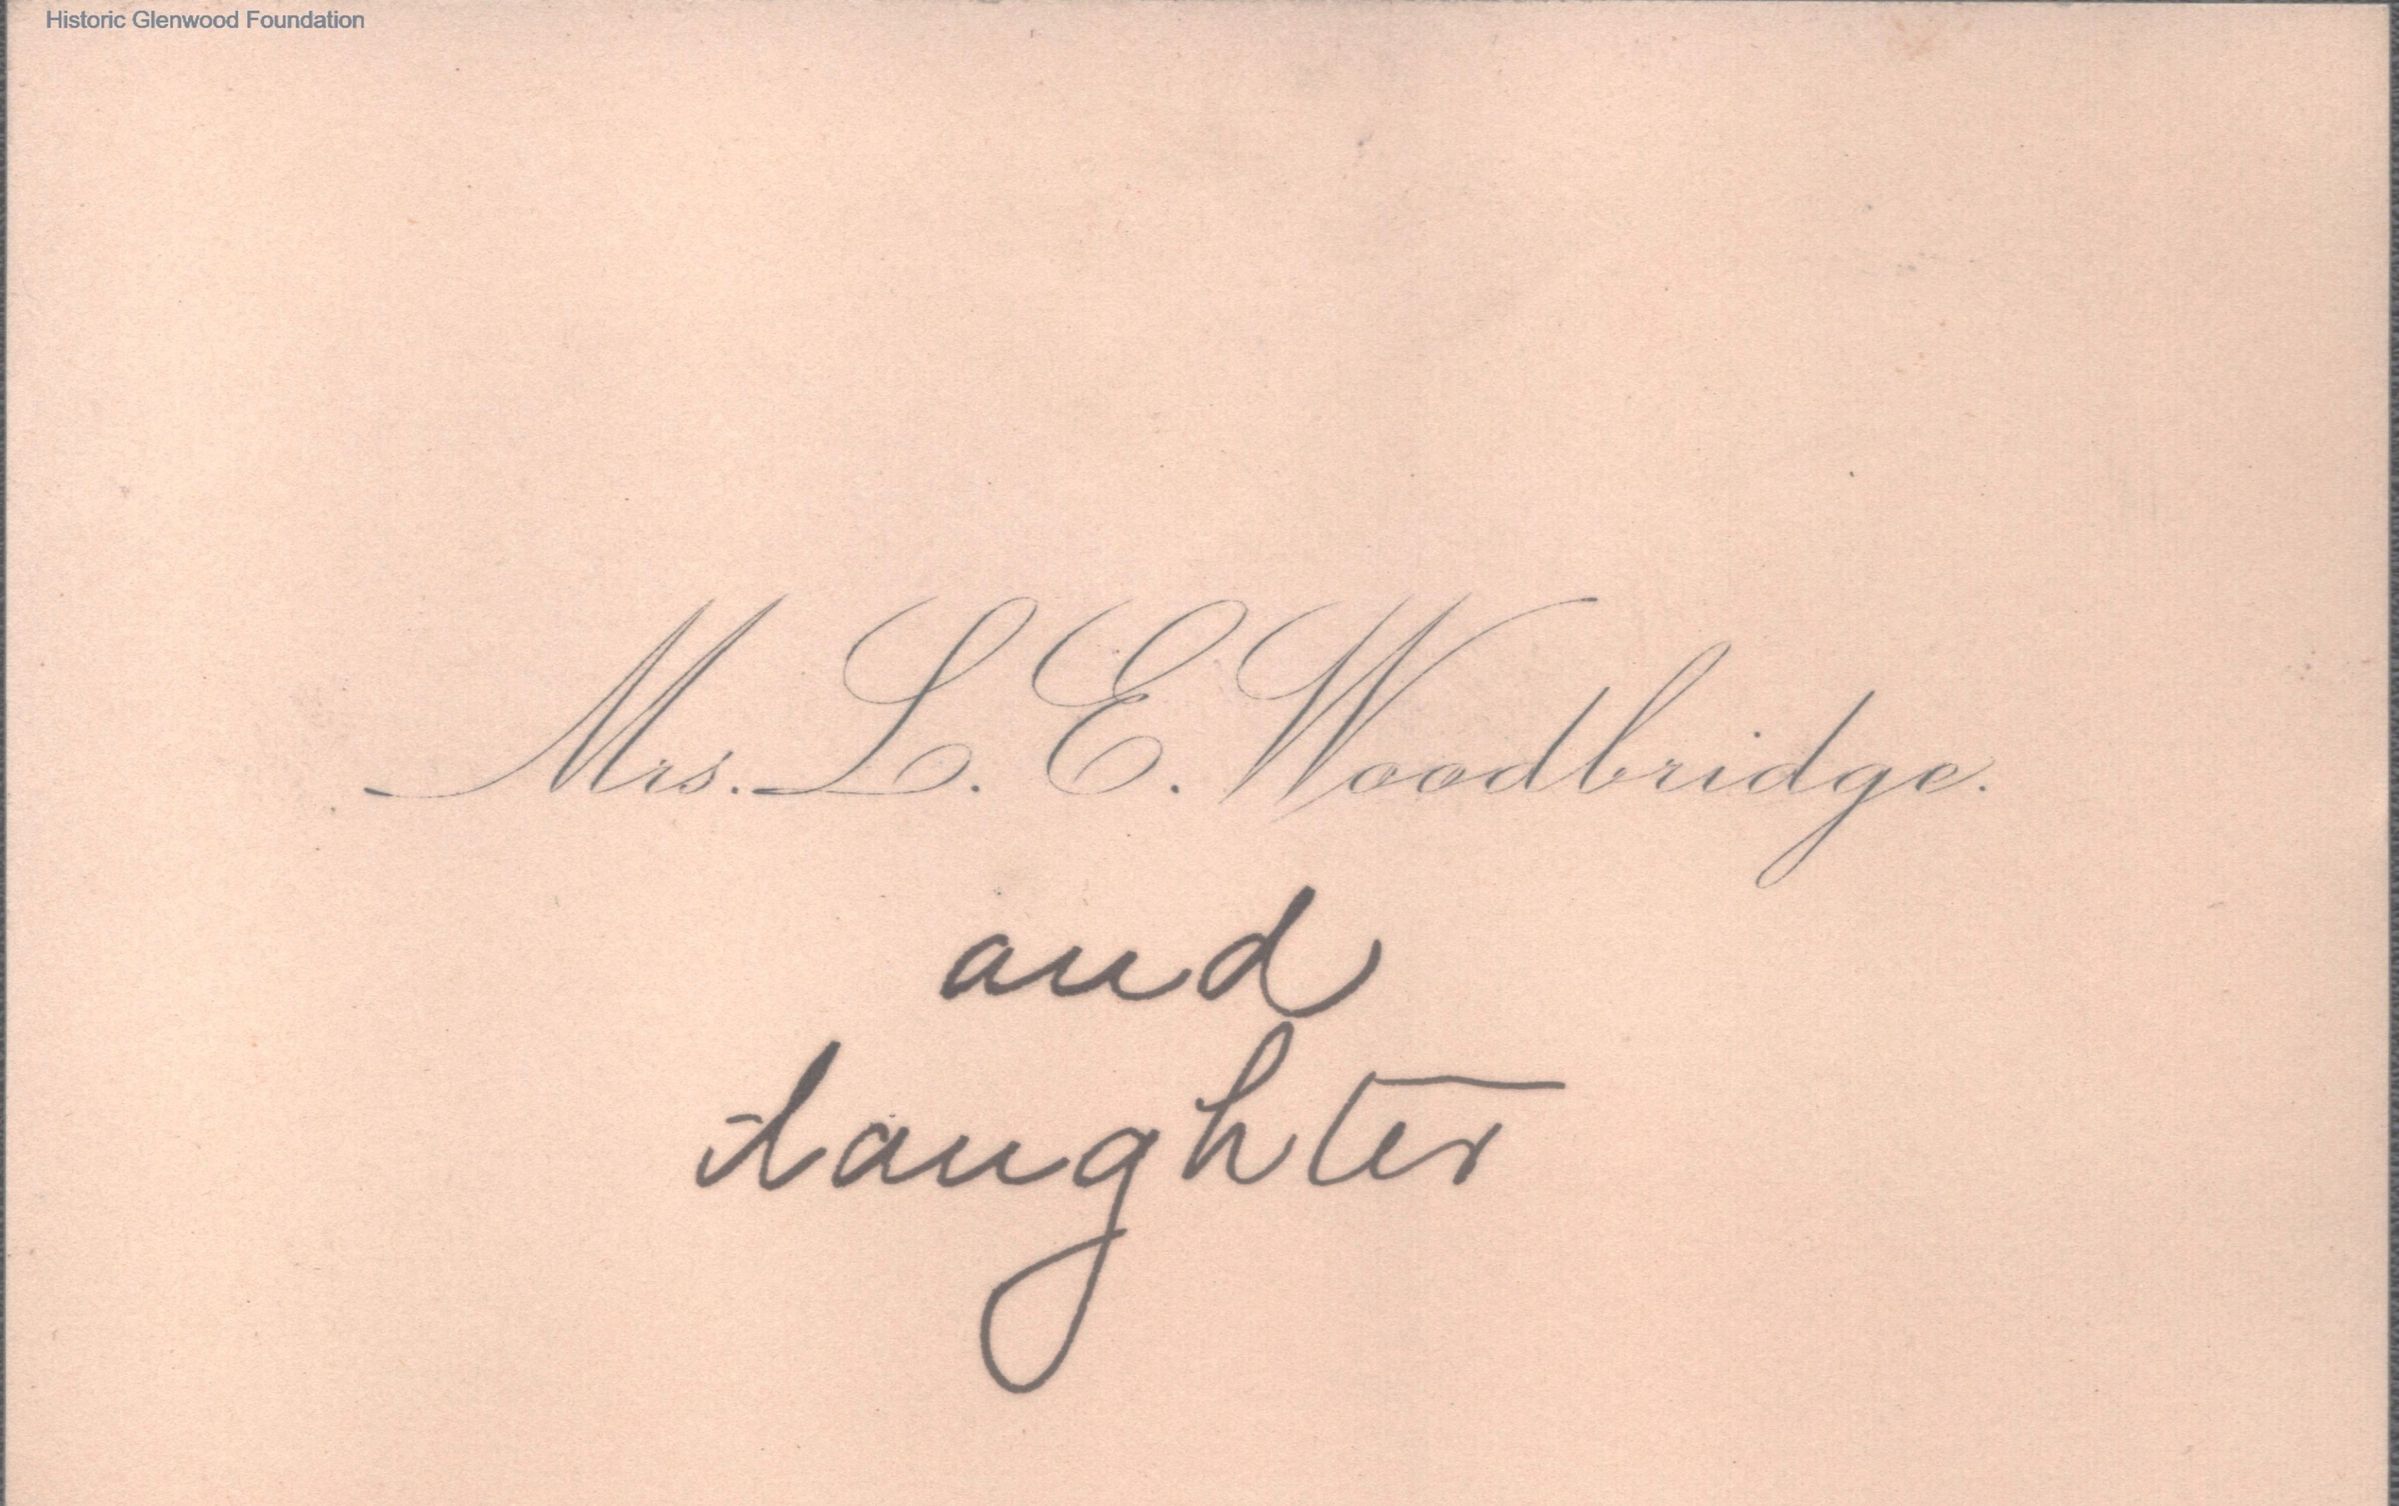 Historic Glenwood Foundation
Mrs. L. E. Woodbridge.
and
daughter